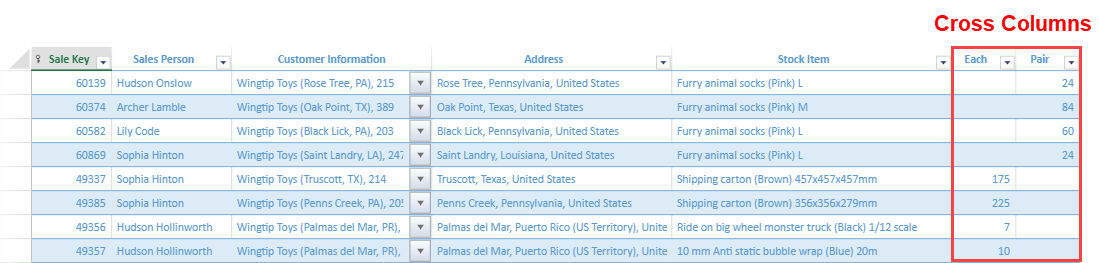 Cross Columns
Sale Key Sales Person Customer Information Address Stock Item Each Pair
60139 Hudson Onslow Wingtip Toys (Rose Tree, PA), 215 Rose Tree, Pennsylvania, United States Furry animal socks (Pink) L 24
60374 Archer Lamble Wingtip Toys (Oak Point, TX), 389 Oak Point, Texas, United States Furry animal socks (Pink) M 84
60582 Lily Code Wingtip Toys (Black Lick, PA), 203 Black Lick, Pennsylvania, United States Furry animal socks (Pink) L 60
60869 Sophia Hinton Wingtip Toys (Saint Landry, LA), 247 Saint Landry, Louisiana, United States Furry animal socks (Pink) L 24
49337 Sophia Hinton Wingtip Toys (Truscott, TX), 214 Truscott, Texas, United States Shipping carton (Brown) 457x457x457mm 175
49385 Sophia Hinton Wingtip Toys (Penns Creek, PA), 205 Penns Creek, Pennsylvania, United States Shipping carton (Brown) 356x356x279mm 225
49356 Hudson Hollinworth Wingtip Toys (Palmas del Mar, PR), Palmas del Mar, Puerto Rico (US Territory), Unite Ride on big wheel monster truck (Black) 1/12 scale 7
49357 Hudson Hollinworth Wingtip Toys (Palmas del Mar, PR), Palmas del Mar, Puerto Rico (US Territory), Unite 10 mm Anti static bubble wrap (Blue) 20m 10